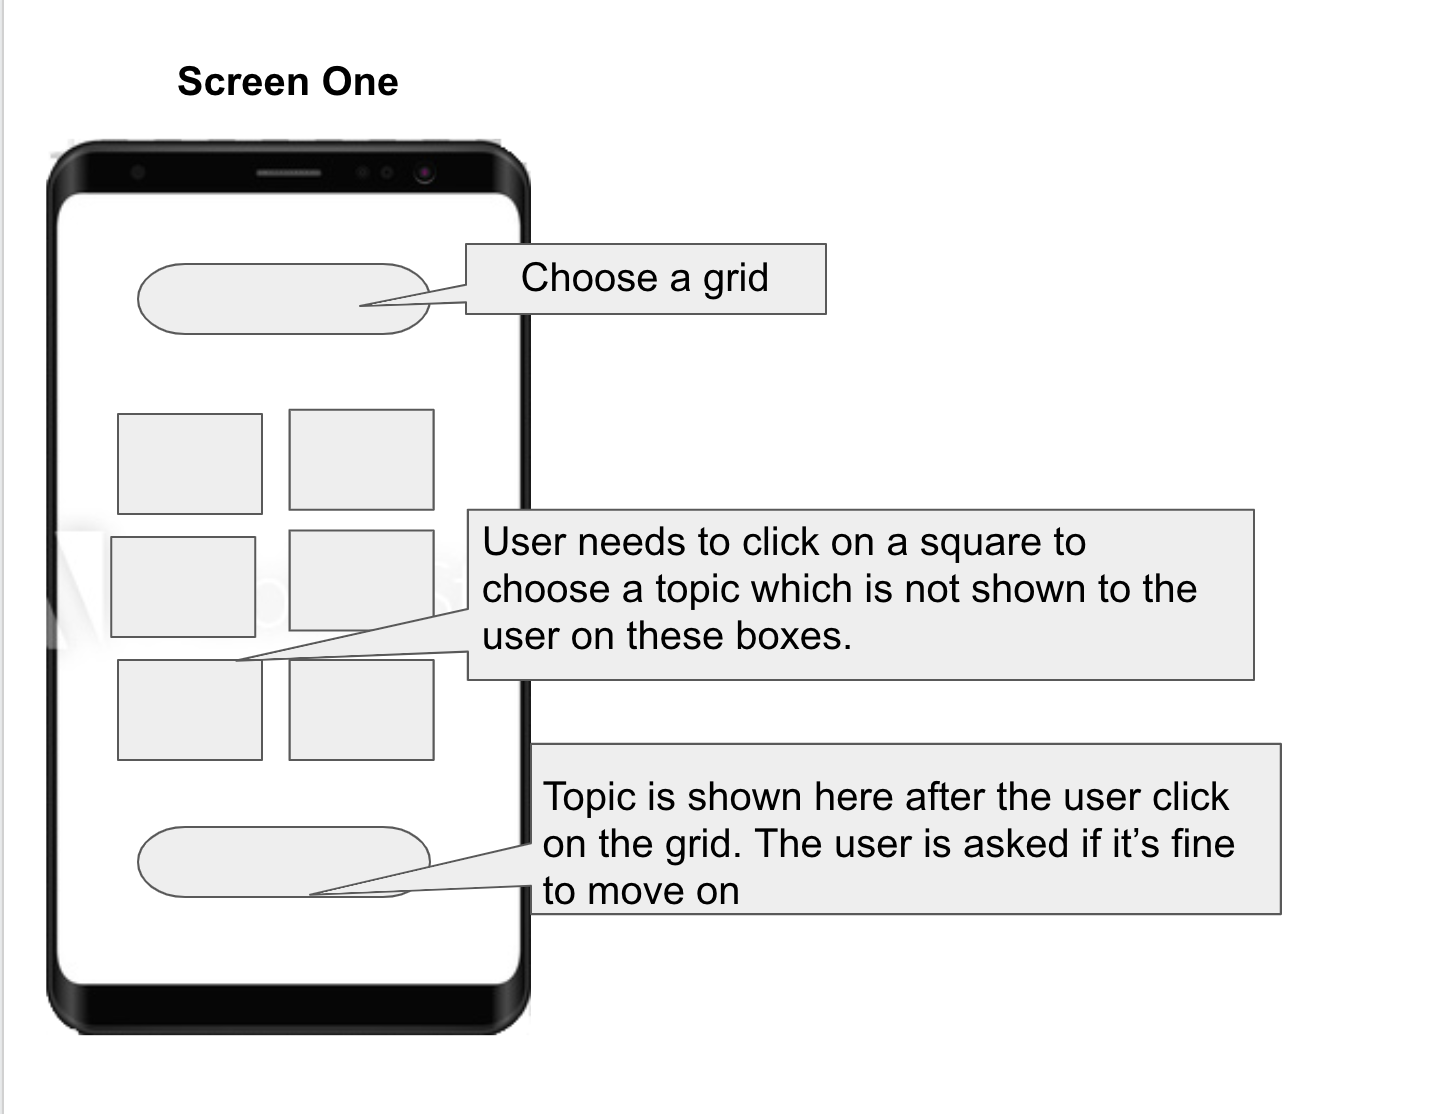 Screen One
Choose a grid
User needs to click on a square to
choose a topic which is not shown to the
user on these boxes.
Topic is shown here after the user click
on the grid. The user is asked if it’s fine
to move on